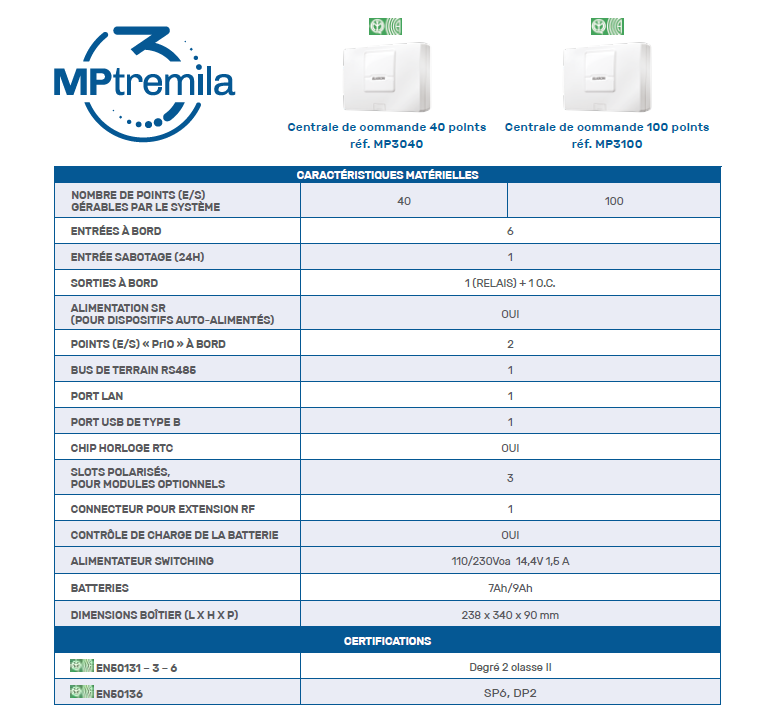 3
MPtremila
Centrale de commande 40 points
réf. MP3040
Centrale de commande 100 points
réf. MP3100
CARACTÉRISTIQUES MATÉRIELLES
NOMBRE DE POINTS (E/S)
GÉRABLES PAR LE SYSTÈME
40
100
ENTRÉES À BORD
6
ENTRÉE SABOTAGE (24H)
1
SORTIES À BORD
1 (RELAIS) + 1 O.C.
ALIMENTATION SR
(POUR DISPOSITIFS AUTO-ALIMENTÉS)
OUI
POINTS (E/S) « PrIO » À BORD
2
BUS DE TERRAIN RS485
1
PORT LAN
1
PORT USB DE TYPE B
1
CHIP HORLOGE RTC
OUI
SLOTS POLARISÉS,
POUR MODULES OPTIONNELS
3
CONNECTEUR POUR EXTENSION RF
1
CONTRÔLE DE CHARGE DE LA BATTERIE
OUI
ALIMENTATEUR SWITCHING
110/230Vca 14,4V 1,5 A
BATTERIES
7Ah/9Ah
DIMENSIONS BOÎTIER (L X H X P)
238 x 340 x 90 mm
CERTIFICATIONS
EN50131 – 3 – 6
Degré 2 classe II
EN50136
SP6, DP2